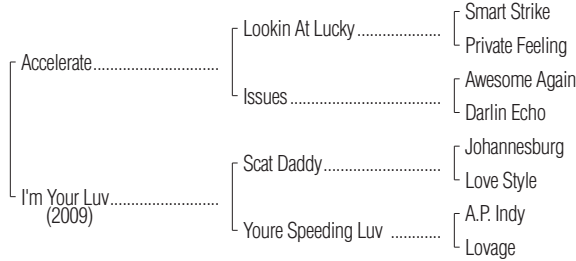 Smart Strike
Lookin At Lucky....................
Private Feeling
Accelerate..............................
Awesome Again
Issues....................................
Darlin Echo
Johannesburg
Scat Daddy............................
Love Style
I'm Your Luv..........................
(2009)
A.P. Indy
Youre Speeding Luv ............
Lovage